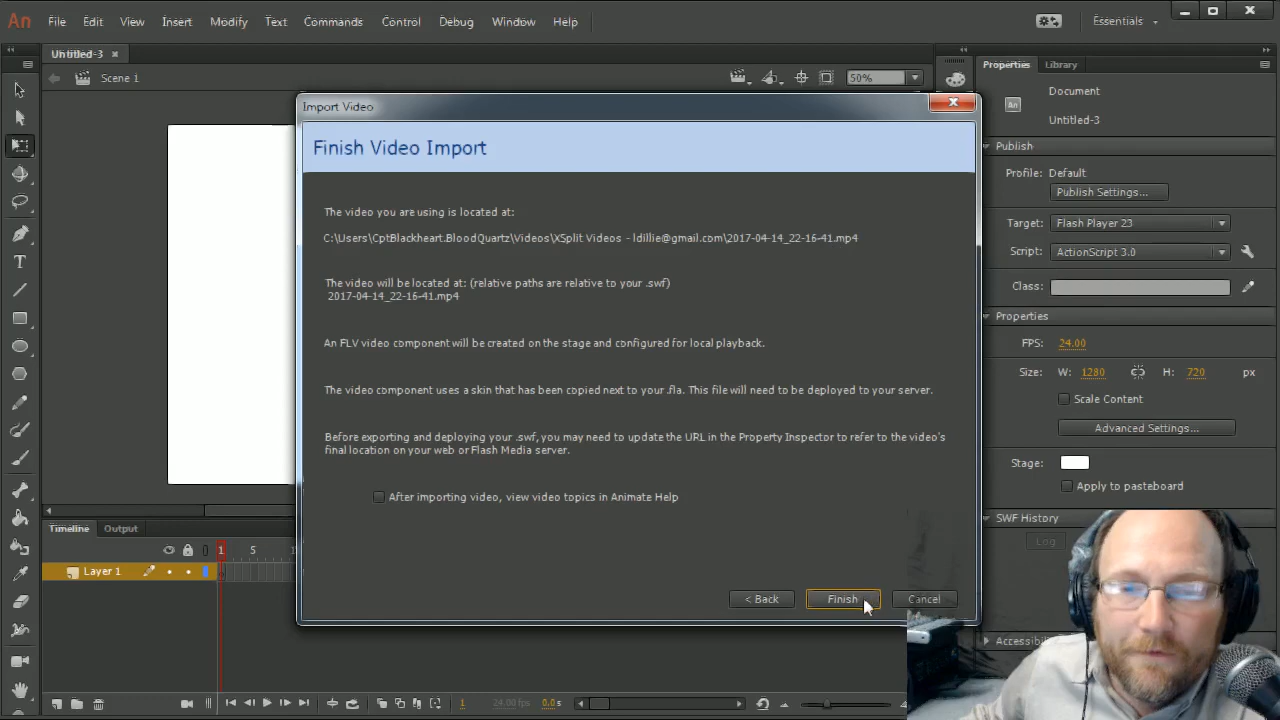 An File Edit View Insert Modify Text Commands Control Debug Window Help Essentials
Untitled-3
Scene 1
50%
Import Video
Finish Video Import
The video you are using is located at:
C:\Users\CptBlackheart.BloodQuartz\Videos\XSplit Videos - ldillie@gmail.com\2017-04-14_22-16-41.mp4
The video will be located at: (relative paths are relative to your .swf)
2017-04-14_22-16-41.mp4
An FLV video component will be created on the stage and configured for local playback.
The video component uses a skin that has been copied next to your .fla. This file will need to be deployed to your server.
Before exporting and deploying your .swf, you may need to update the URL in the Property Inspector to refer to the video's
final location on your web or Flash Media server.
After importing video, view video topics in Animate Help
< Back Finish Cancel
Properties Library
An
Document
Untitled-3
Publish
Profile: Default
Publish Settings...
Target: Flash Player 23
Script: ActionScript 3.0
Class:
Properties
FPS: 24.00
Size: W: 1280 H: 720 px
Scale Content
Advanced Settings...
Stage:
Apply to pasteboard
SWF History
Log
Timeline Output
1 5
Layer 1
1 24.00 fps 0.0s